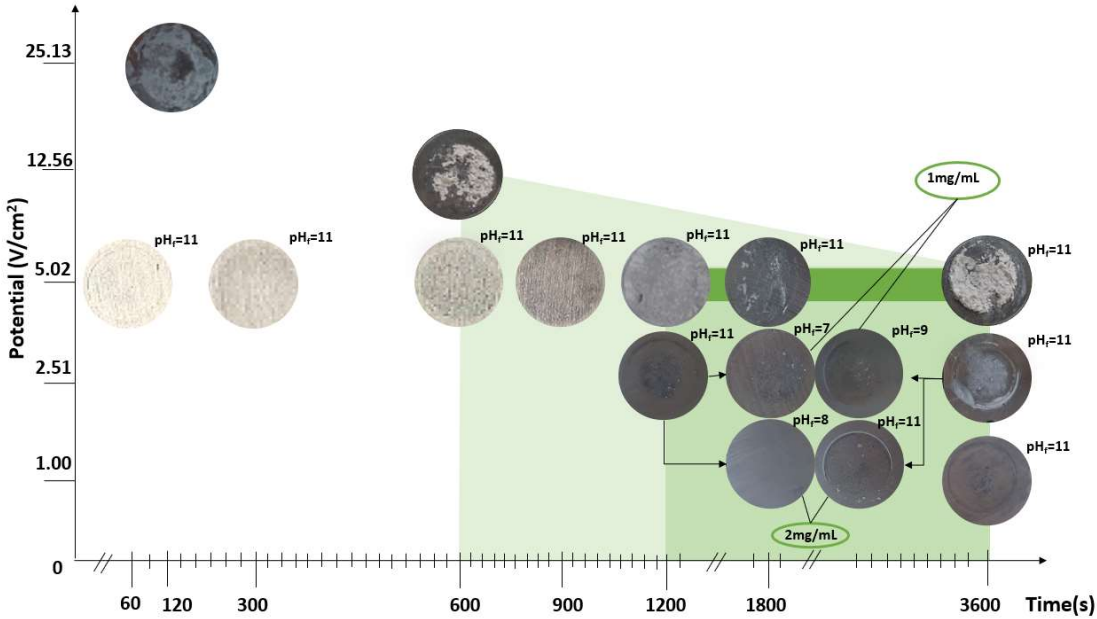 25.13
12.56
1mg/mL
pHf=11
pHf=11
pHf=11
pHf=11
pHf=11
pHf=11
pHf=11
5.02
Potential (V/cm²)
pHf=11
pHf=7
pHf=9
pHf=11
2.51
pHf=8
pHf=11
pHf=11
1.00
2mg/mL
0
60
120
300
600
900
1200
1800
3600
Time(s)